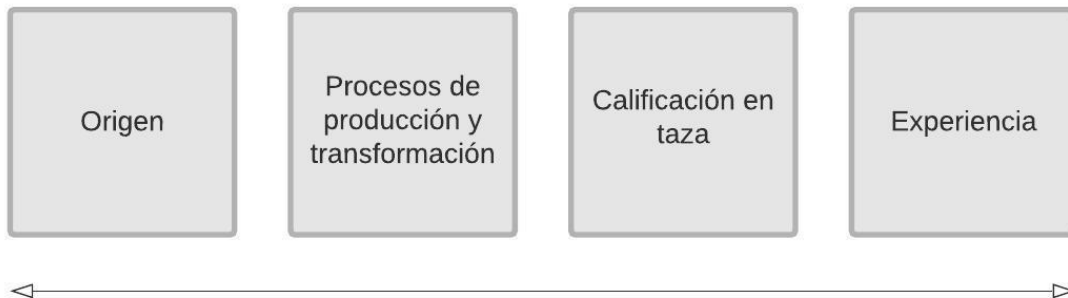 Origen
Procesos de
producción y
transformación
Calificación en
taza
Experiencia